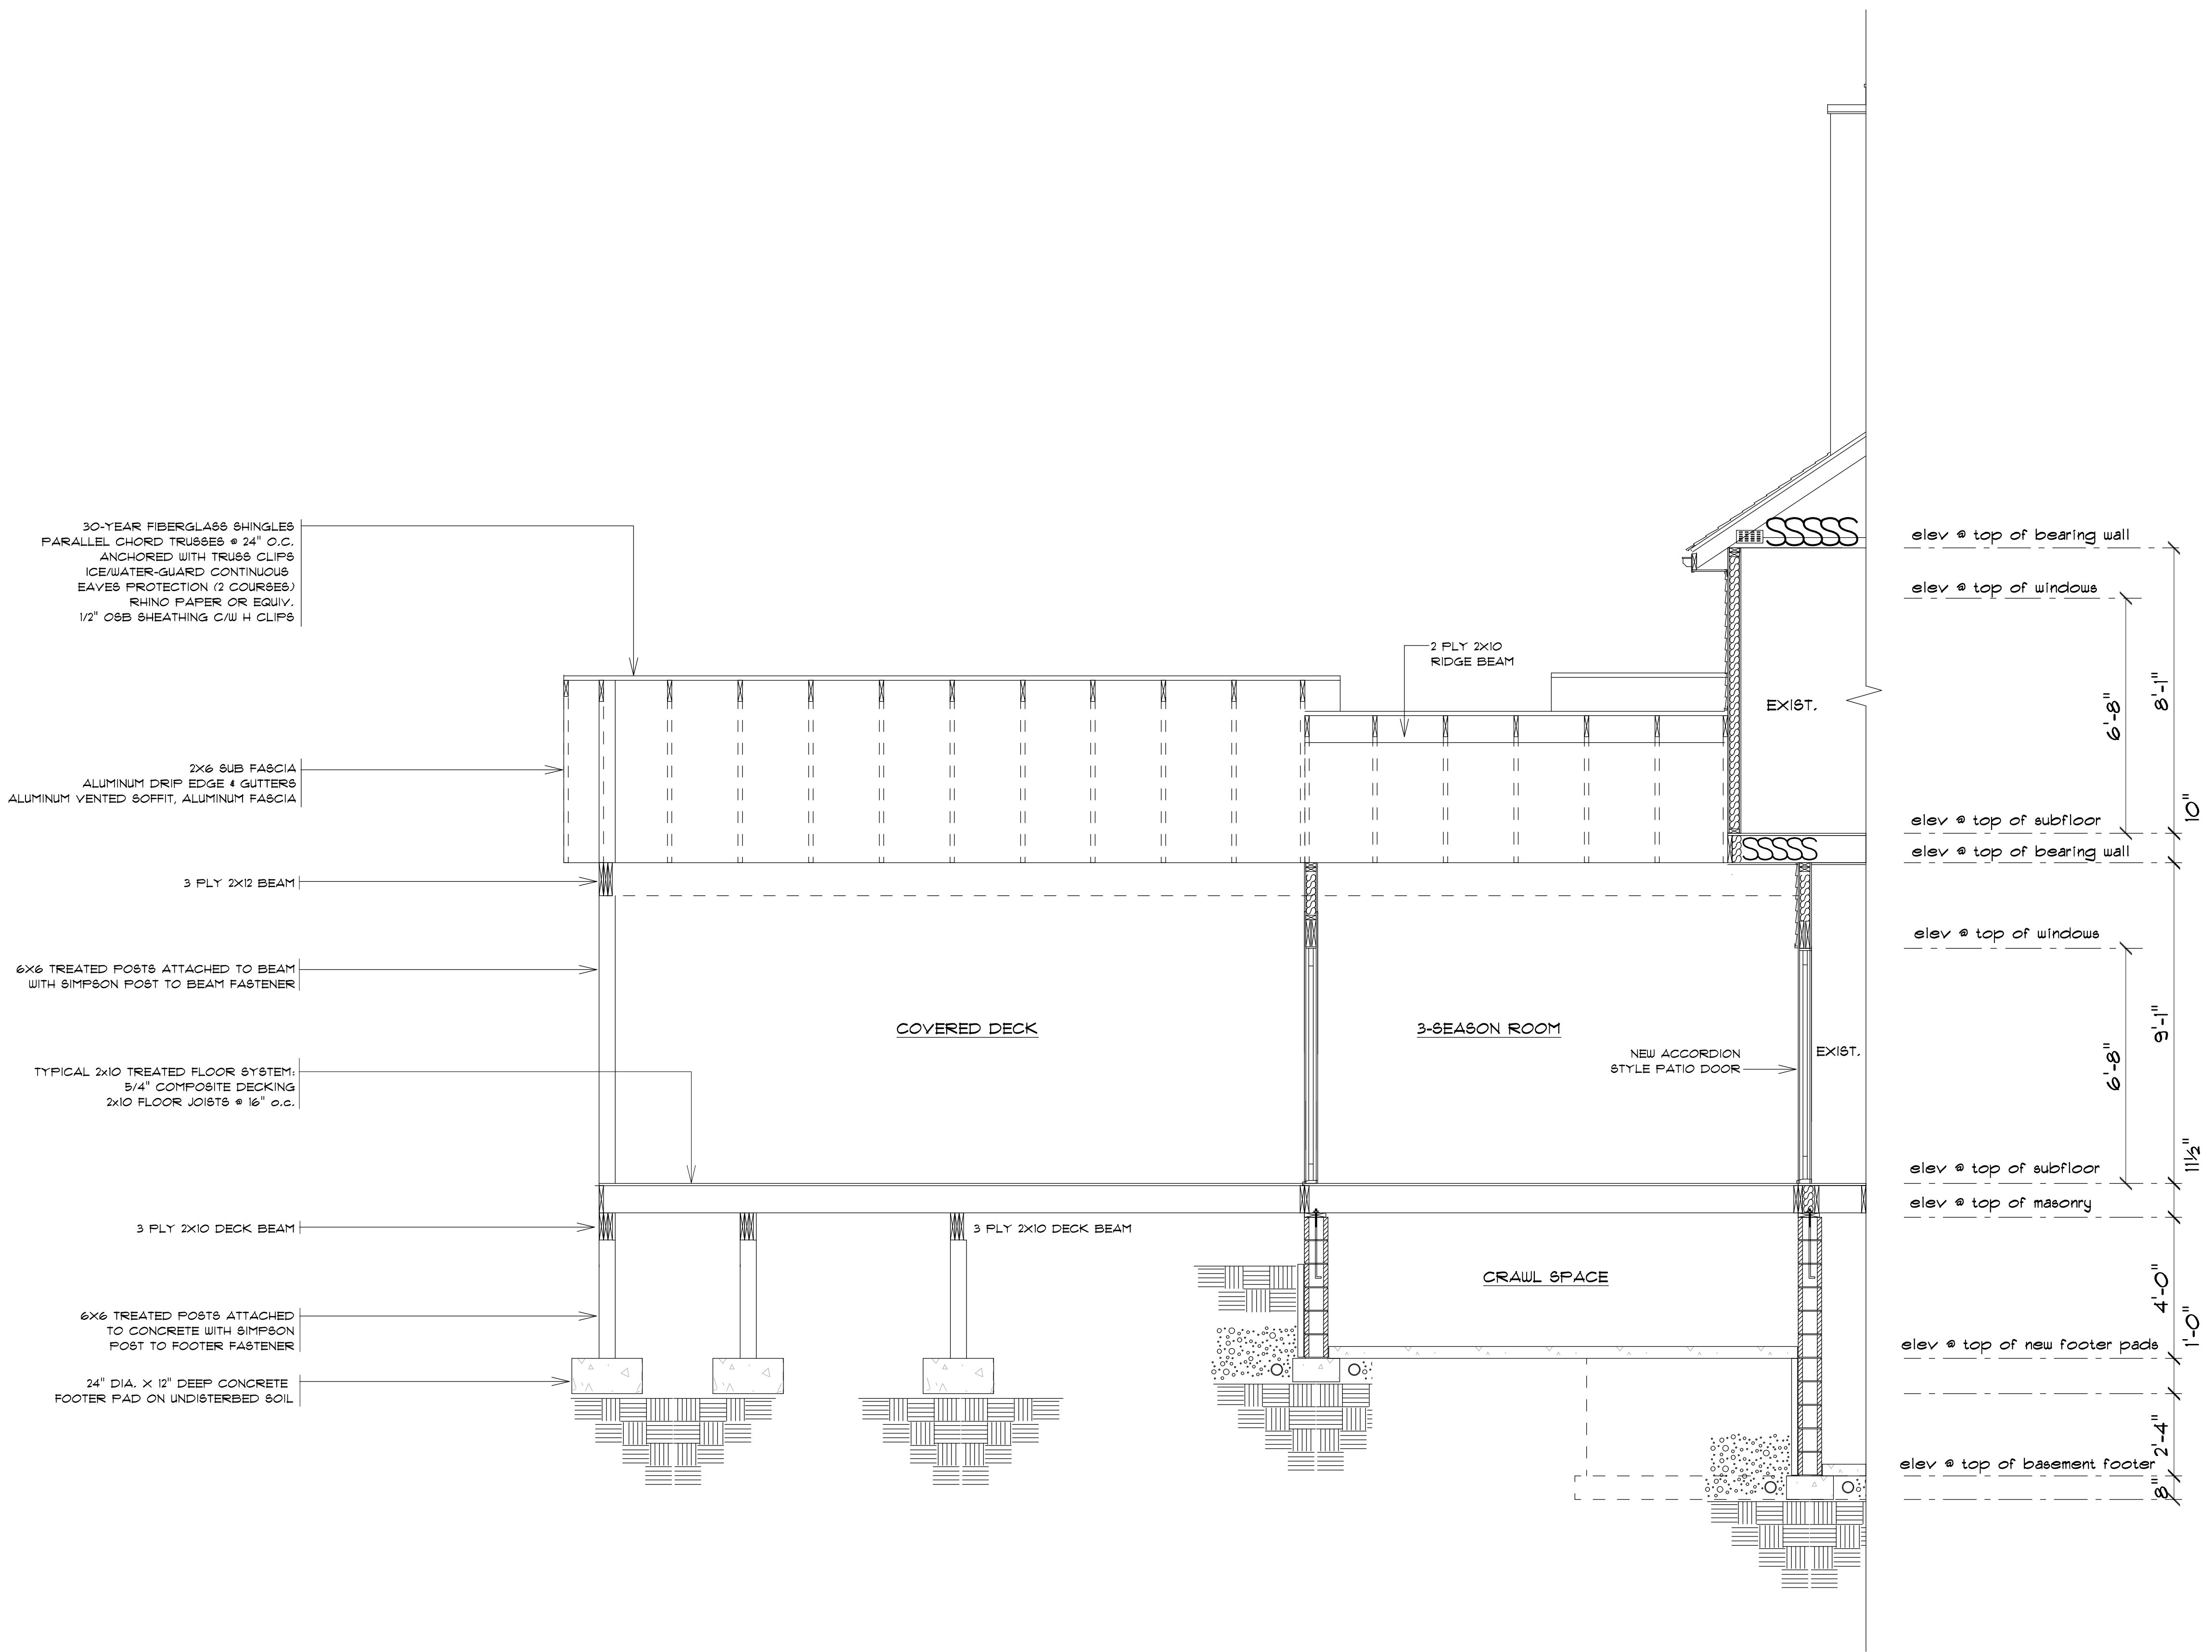 30-YEAR FIBERGLASS SHINGLES
PARALLEL CHORD TRUSSES @ 24" O.C.
ANCHORED WITH TRUSS CLIPS
ICE/WATER-GUARD CONTINUOUS
EAVES PROTECTION (2 COURSES)
RHINO PAPER OR EQUIV.
1/2" OSB SHEATHING C/W H CLIPS
2X6 SUB FASCIA
ALUMINUM DRIP EDGE & GUTTERS
ALUMINUM VENTED SOFFIT, ALUMINUM FASCIA
3 PLY 2X12 BEAM
6X6 TREATED POSTS ATTACHED TO BEAM
WITH SIMPSON POST TO BEAM FASTENER
TYPICAL 2x10 TREATED FLOOR SYSTEM:
5/4" COMPOSITE DECKING
2x10 FLOOR JOISTS @ 16" o.c.
3 PLY 2X10 DECK BEAM
6X6 TREATED POSTS ATTACHED
TO CONCRETE WITH SIMPSON
POST TO FOOTER FASTENER
24" DIA. X 12" DEEP CONCRETE
FOOTER PAD ON UNDISTERBED SOIL
2 PLY 2X10
RIDGE BEAM
COVERED DECK
3-SEASON ROOM
NEW ACCORDION
STYLE PATIO DOOR
3 PLY 2X10 DECK BEAM
CRAWL SPACE
EXIST.
EXIST.
elev @ top of bearing wall
elev @ top of windows
elev @ top of subfloor
elev @ top of bearing wall
elev @ top of windows
elev @ top of subfloor
elev @ top of masonry
elev @ top of new footer pads
elev @ top of basement footer
6'-8"
8'-1"
10"
6'-8"
9'-1"
11½"
4'-0"
1'-0"
2'-4"
8"